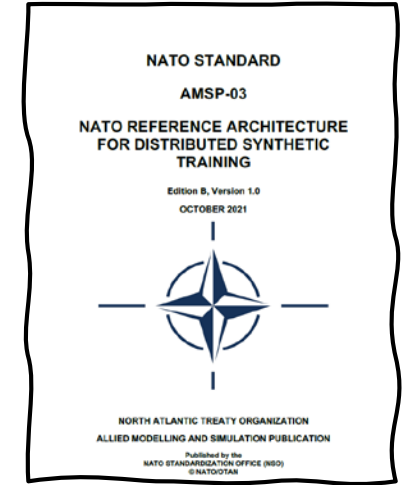 NATO STANDARD
AMSP-03
NATO REFERENCE ARCHITECTURE
FOR DISTRIBUTED SYNTHETIC
TRAINING
Edition B, Version 1.0
OCTOBER 2021
NORTH ATLANTIC TREATY ORGANIZATION
ALLIED MODELLING AND SIMULATION PUBLICATION
Published by the
NATO STANDARDIZATION OFFICE (NSO)
© NATO/OTAN